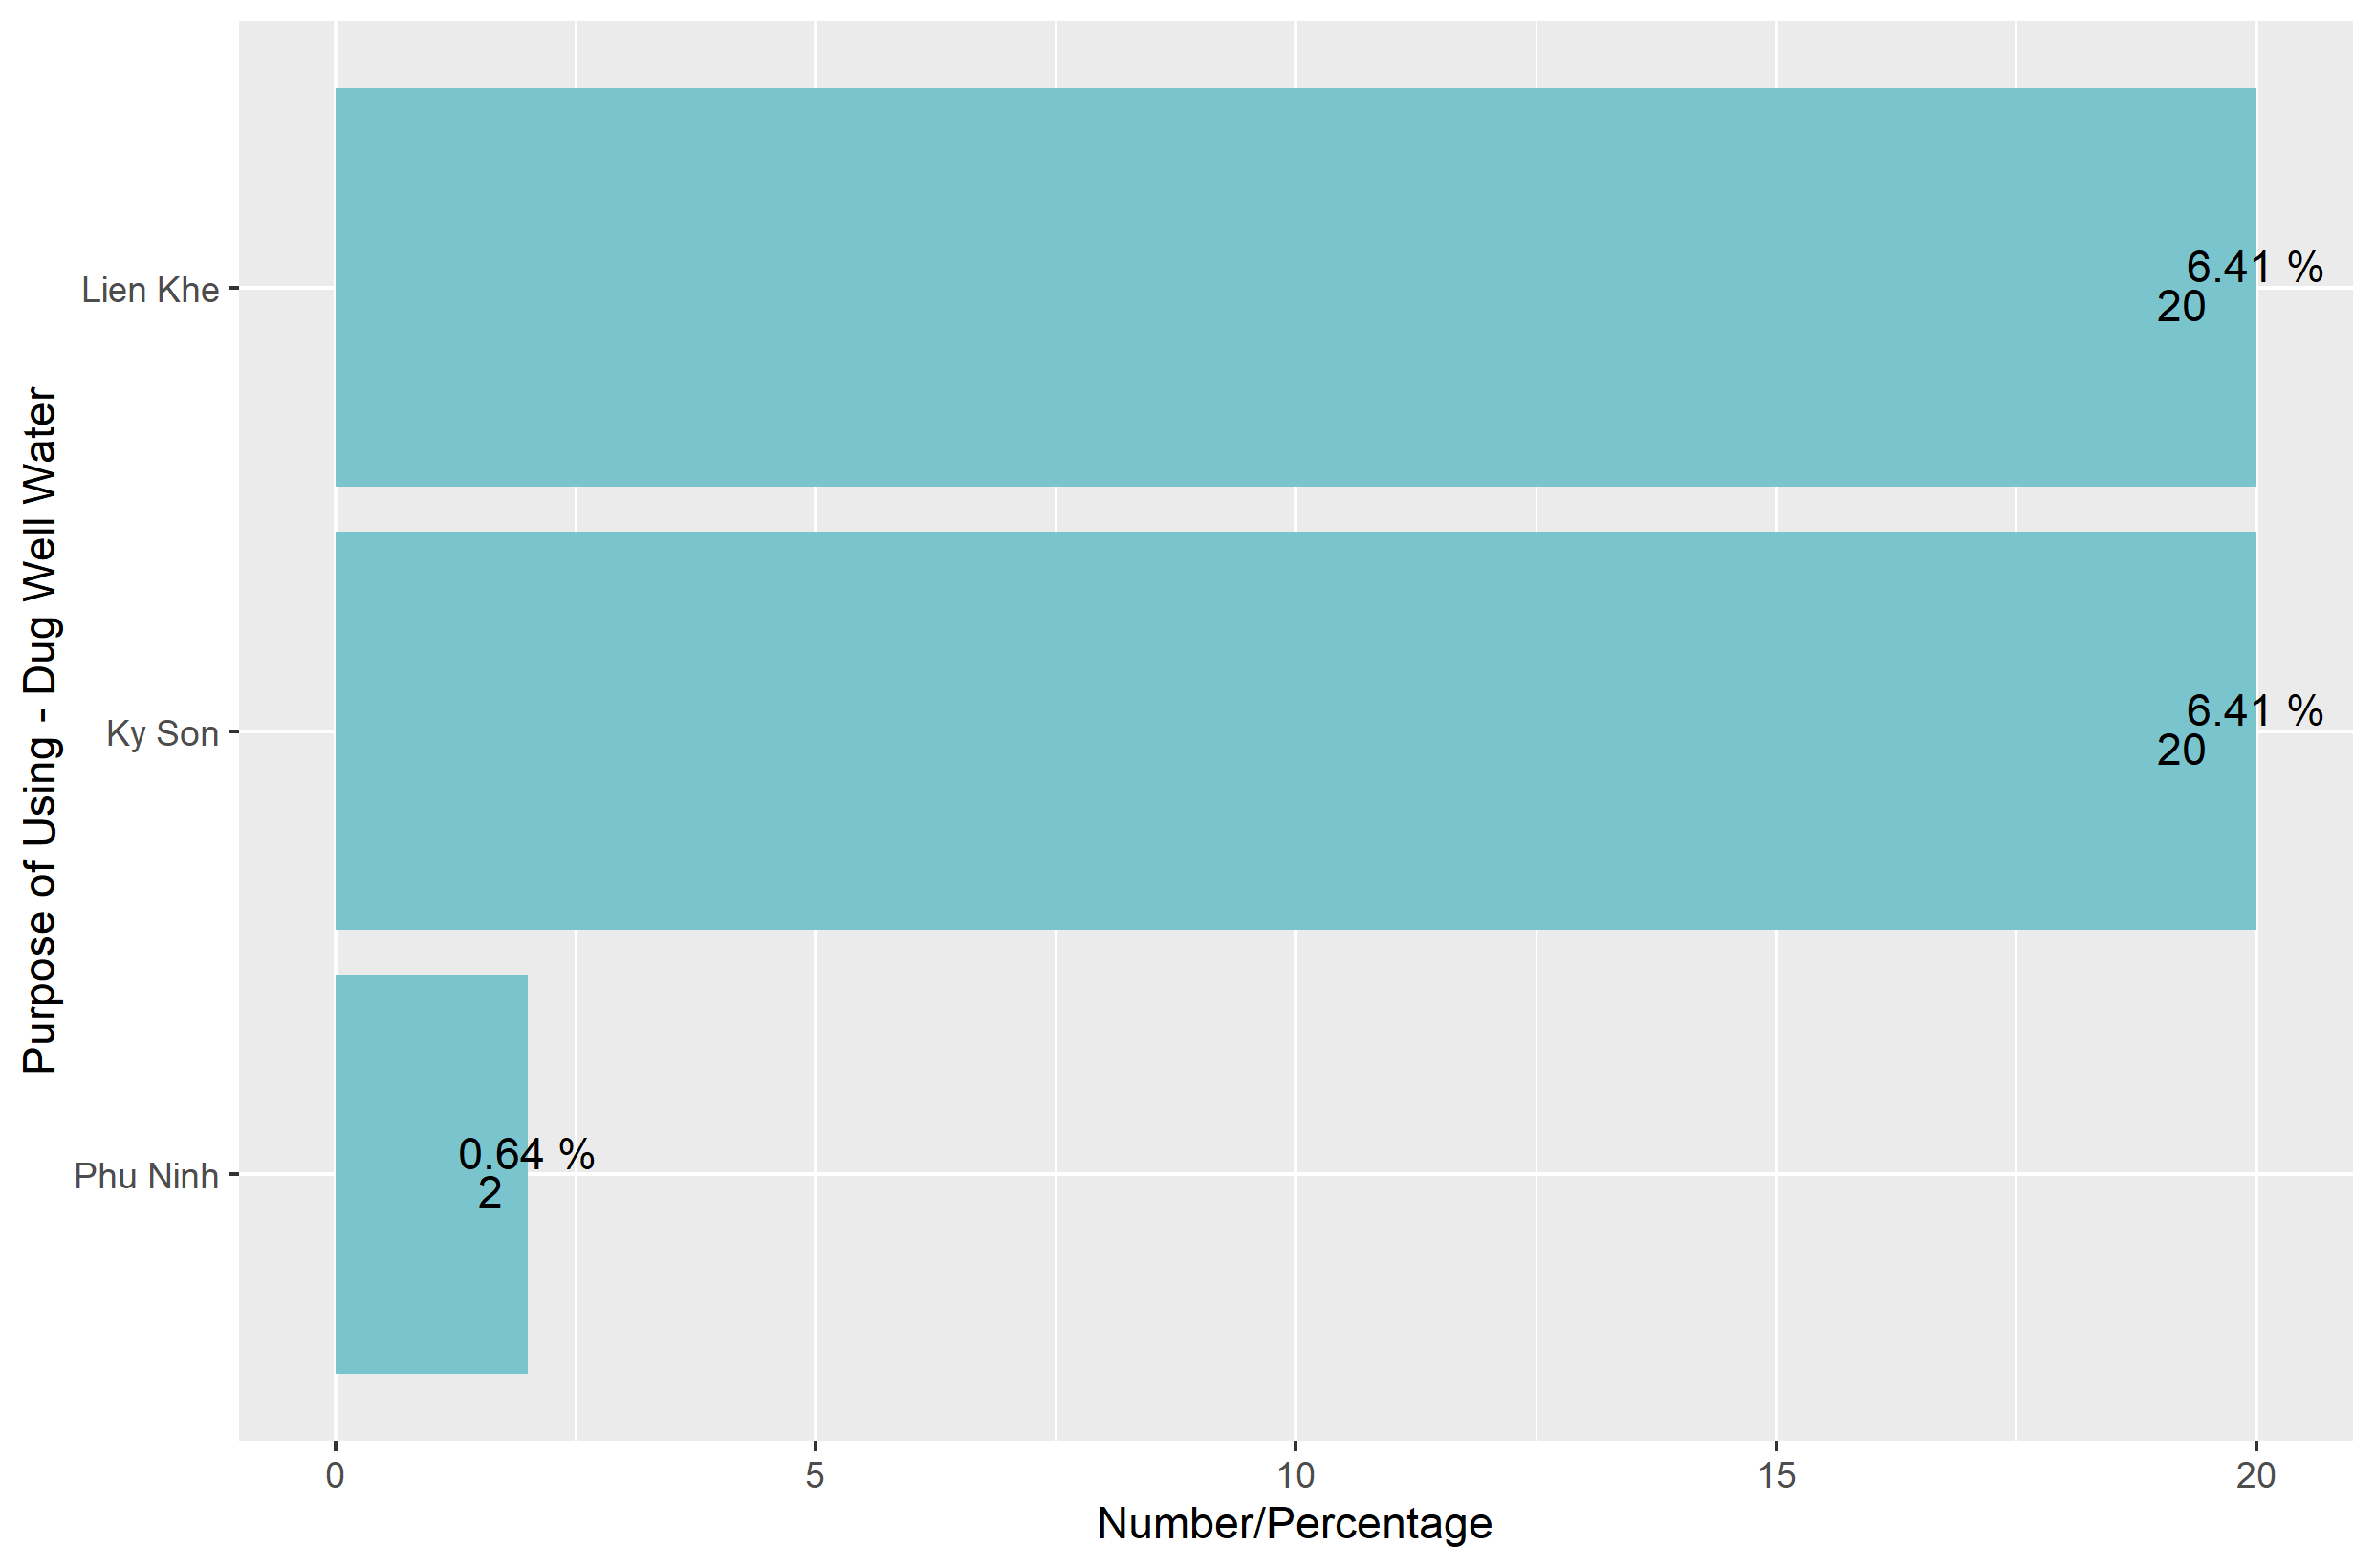 Purpose of Using - Dug Well Water
Lien Khe
6.41 %
20
Ky Son
6.41 %
20
Phu Ninh
0.64 %
2
0 5 10 15 20
Number/Percentage